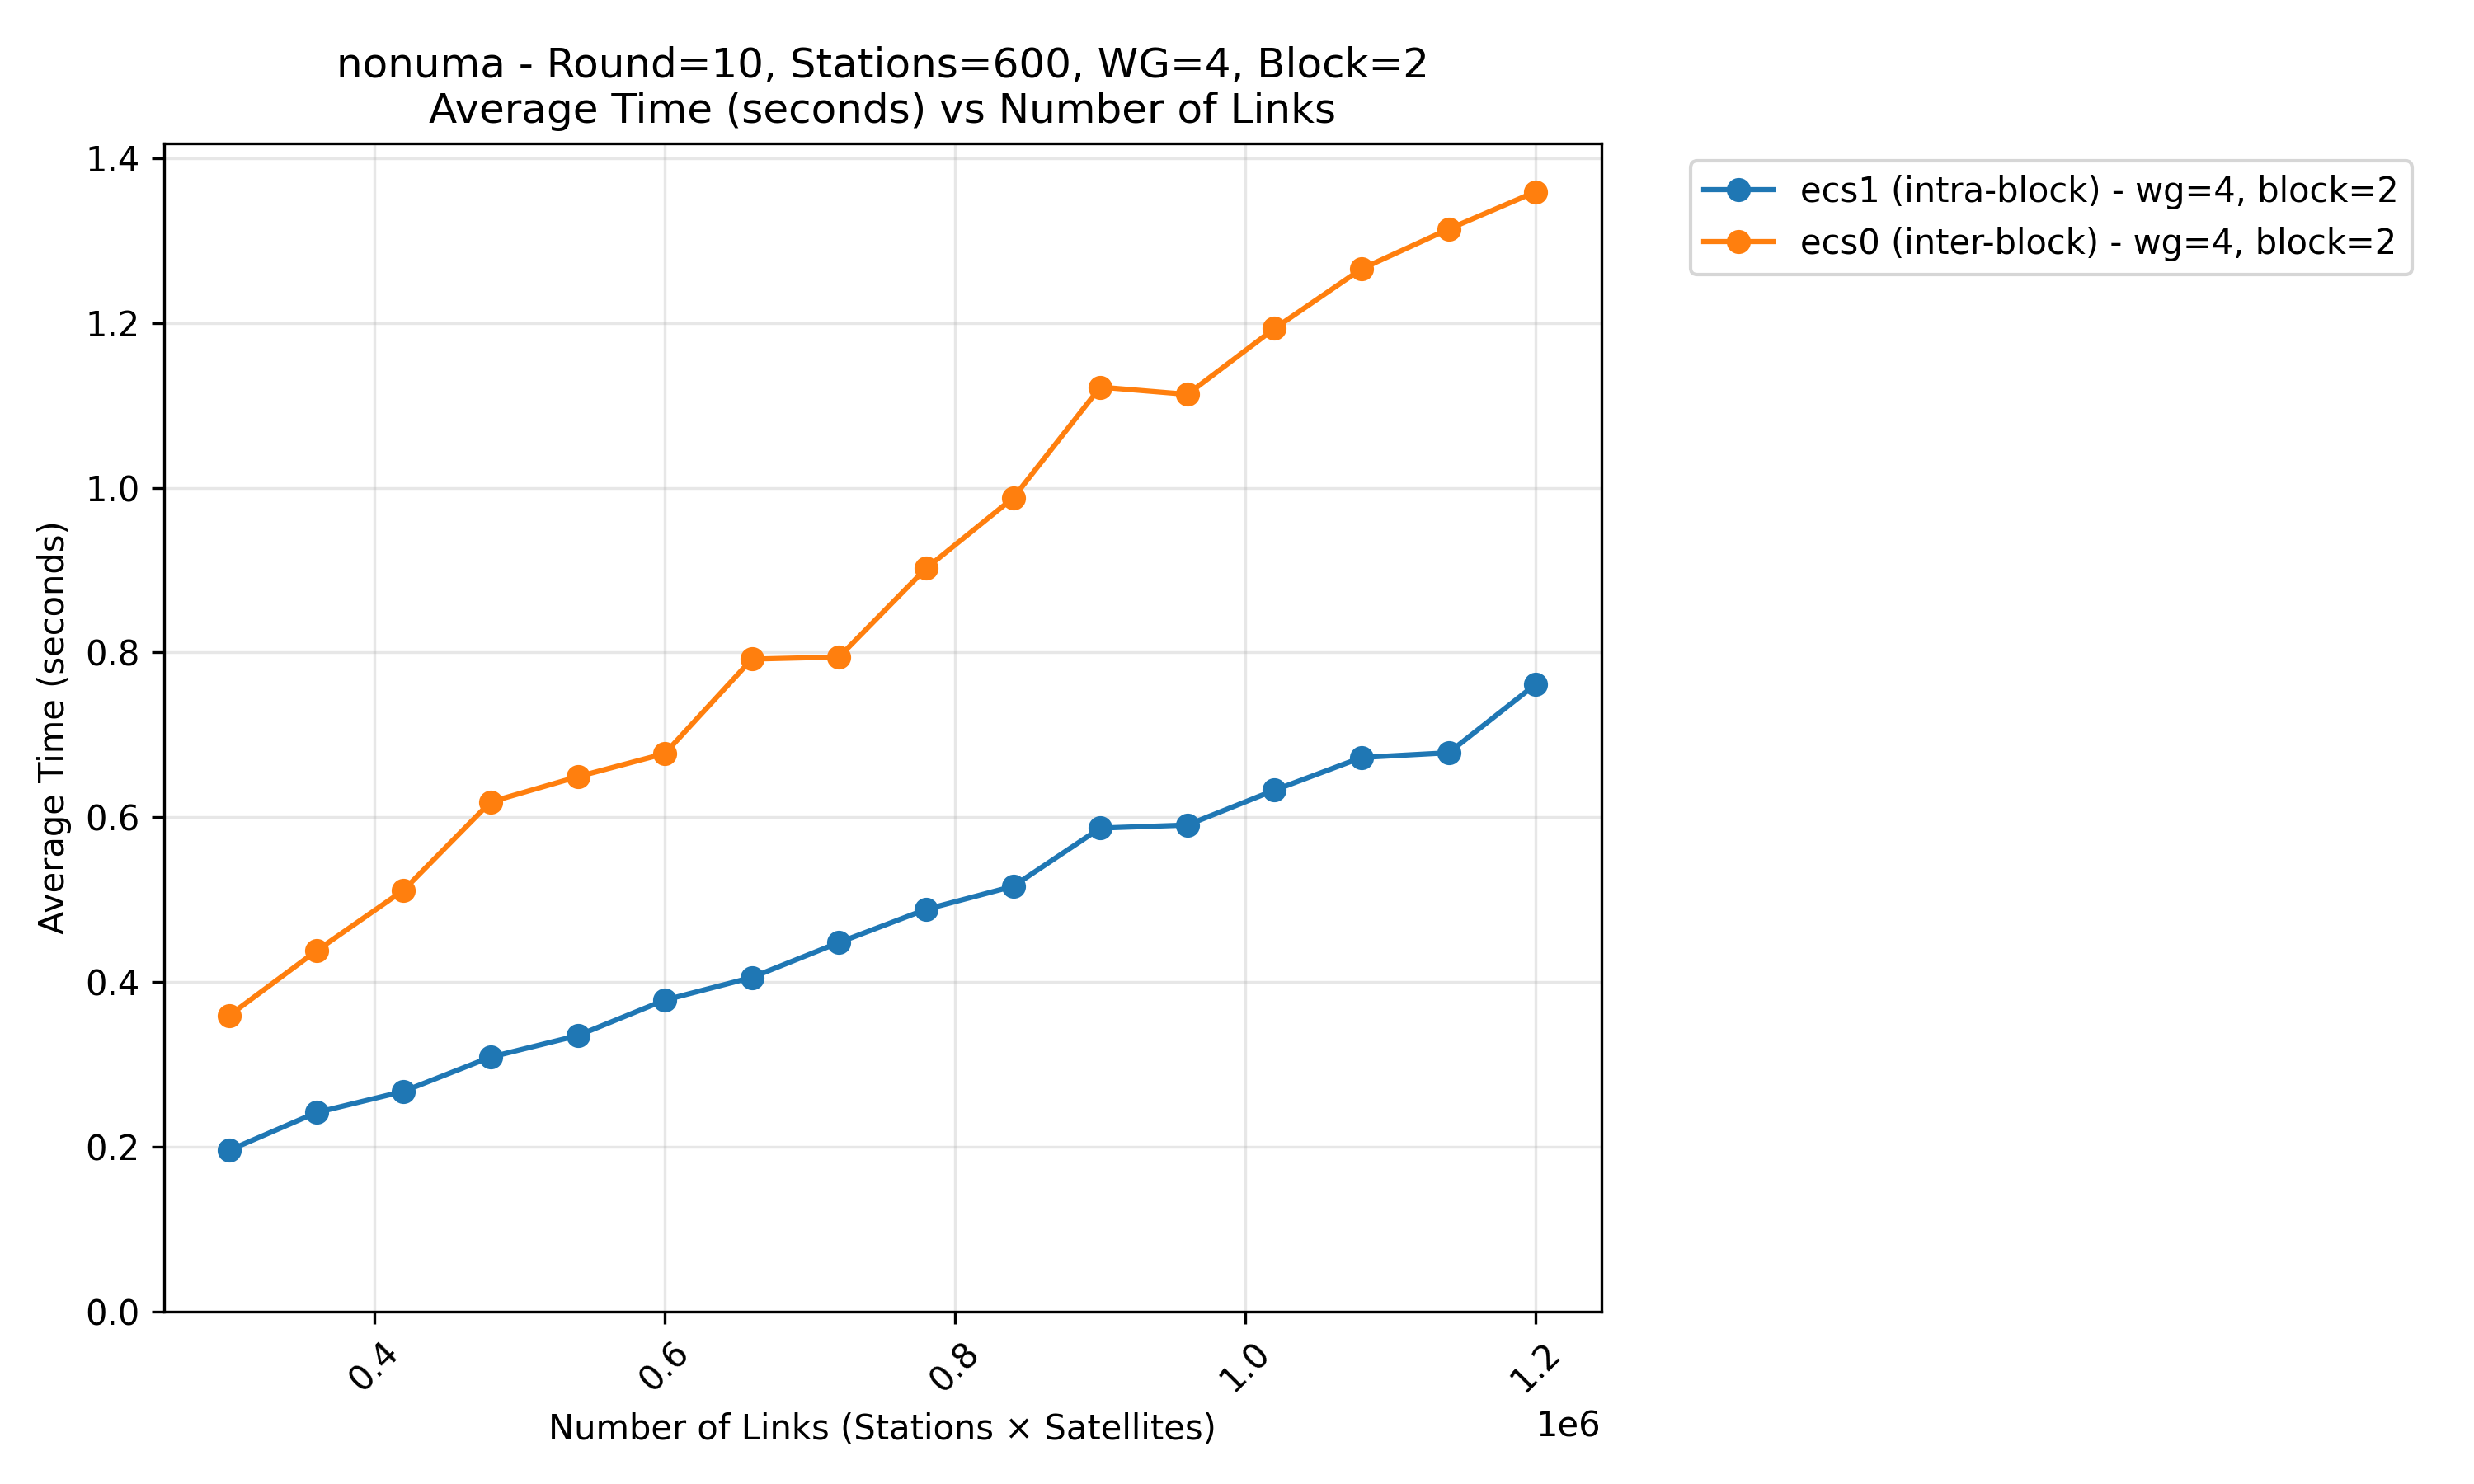 nonuma - Round=10, Stations=600, WG=4, Block=2
Average Time (seconds) vs Number of Links
ecs1 (intra-block) - wg=4, block=2
ecs0 (inter-block) - wg=4, block=2
Average Time (seconds)
1.4
1.2
1.0
0.8
0.6
0.4
0.2
0.0
0.4
0.6
0.8
1.0
1.2
1e6
Number of Links (Stations × Satellites)